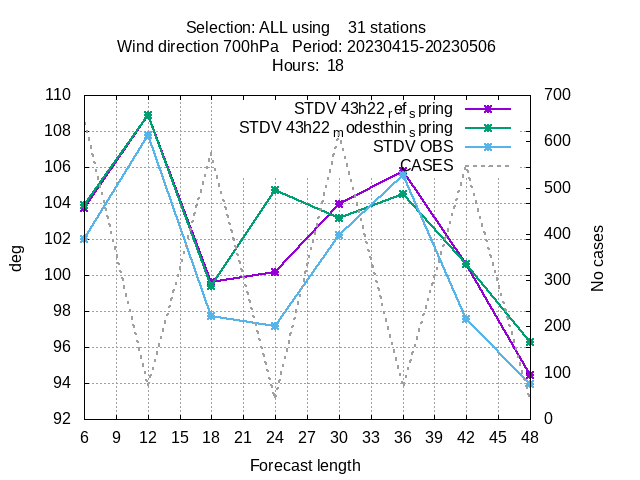 Selection: ALL using 31 stations
Wind direction 700hPa Period: 20230415-20230506
Hours: 18
STDV 43h22refspring
STDV 43h22modesthinspring
STDV OBS
CASES
deg
110
108
106
104
102
100
98
96
94
92
700
600
500
400
300
200
100
0
No cases
6 9 12 15 18 21 24 27 30 33 36 39 42 45 48
Forecast length